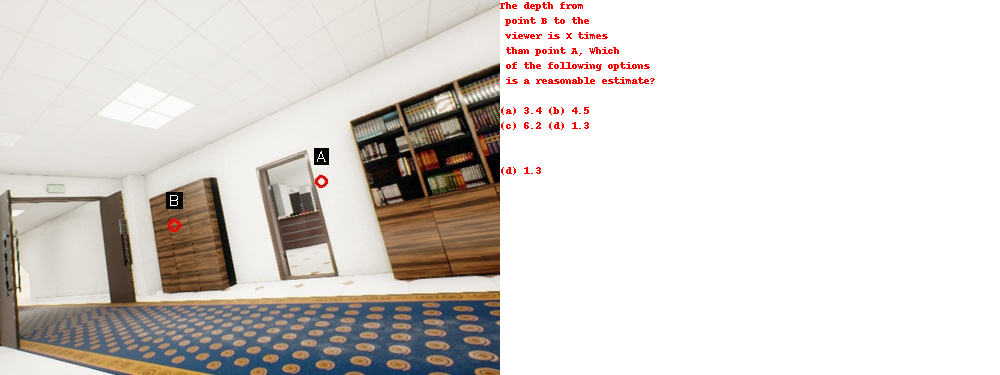 The depth from
point B to the
viewer is X times
than point A, Which
of the following options
is a reasonable estimate?
(a) 3.4 (b) 4.5
(c) 6.2 (d) 1.3
(d) 1.3
A
B